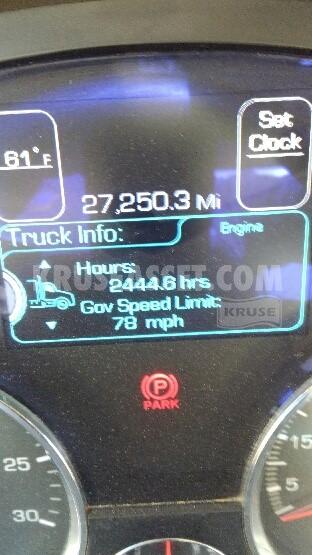 61°F
Set
Clock
27,250.3 Mi
Truck Info:
Engine
Hours:
2444.6 hrs
Gov Speed Limit:
78 mph
KRUSEASSET.COM
KRUSE
P
PARK
25
30
15
5